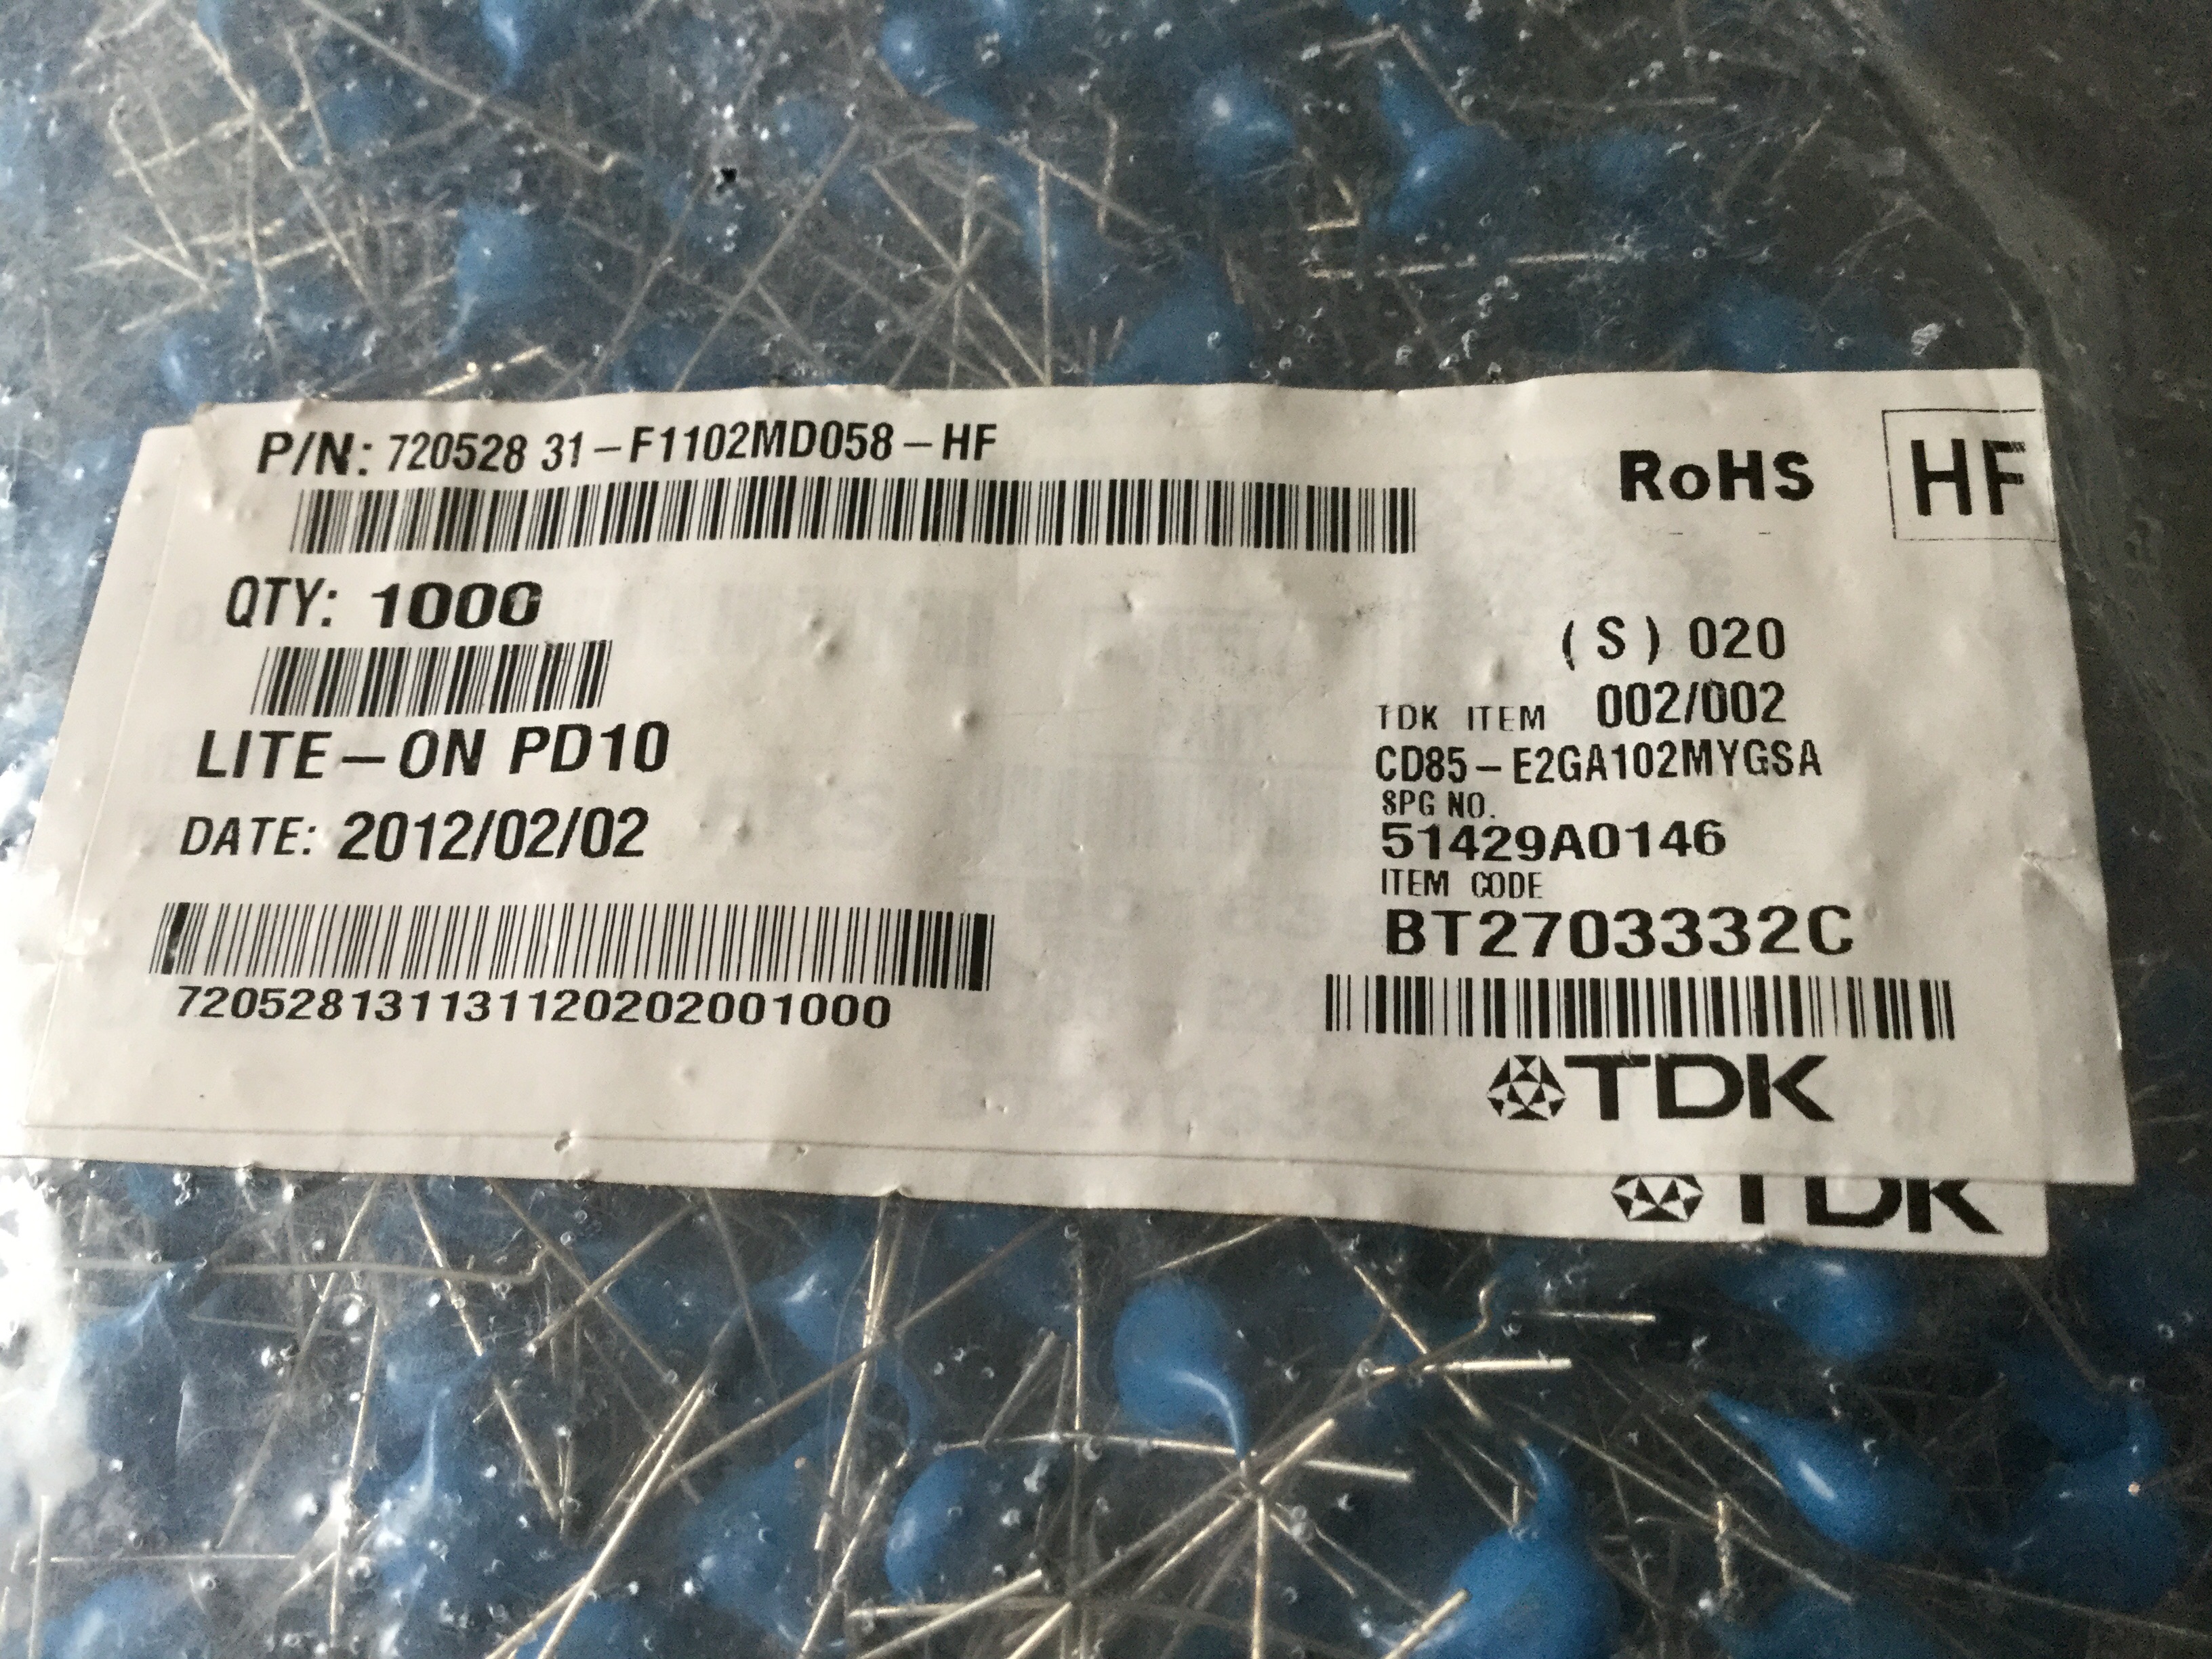 P/N: 720528 31-F1102MD058-HF
RoHS
HF
QTY: 1000
(S) 020
TDK ITEM 002/002
LITE-ON PD10
CD85-E2GA102MYGSA
SPG NO.
DATE: 2012/02/02
51429A0146
ITEM CODE
BT2703332C
720528131131120202001000
TDK
TDK